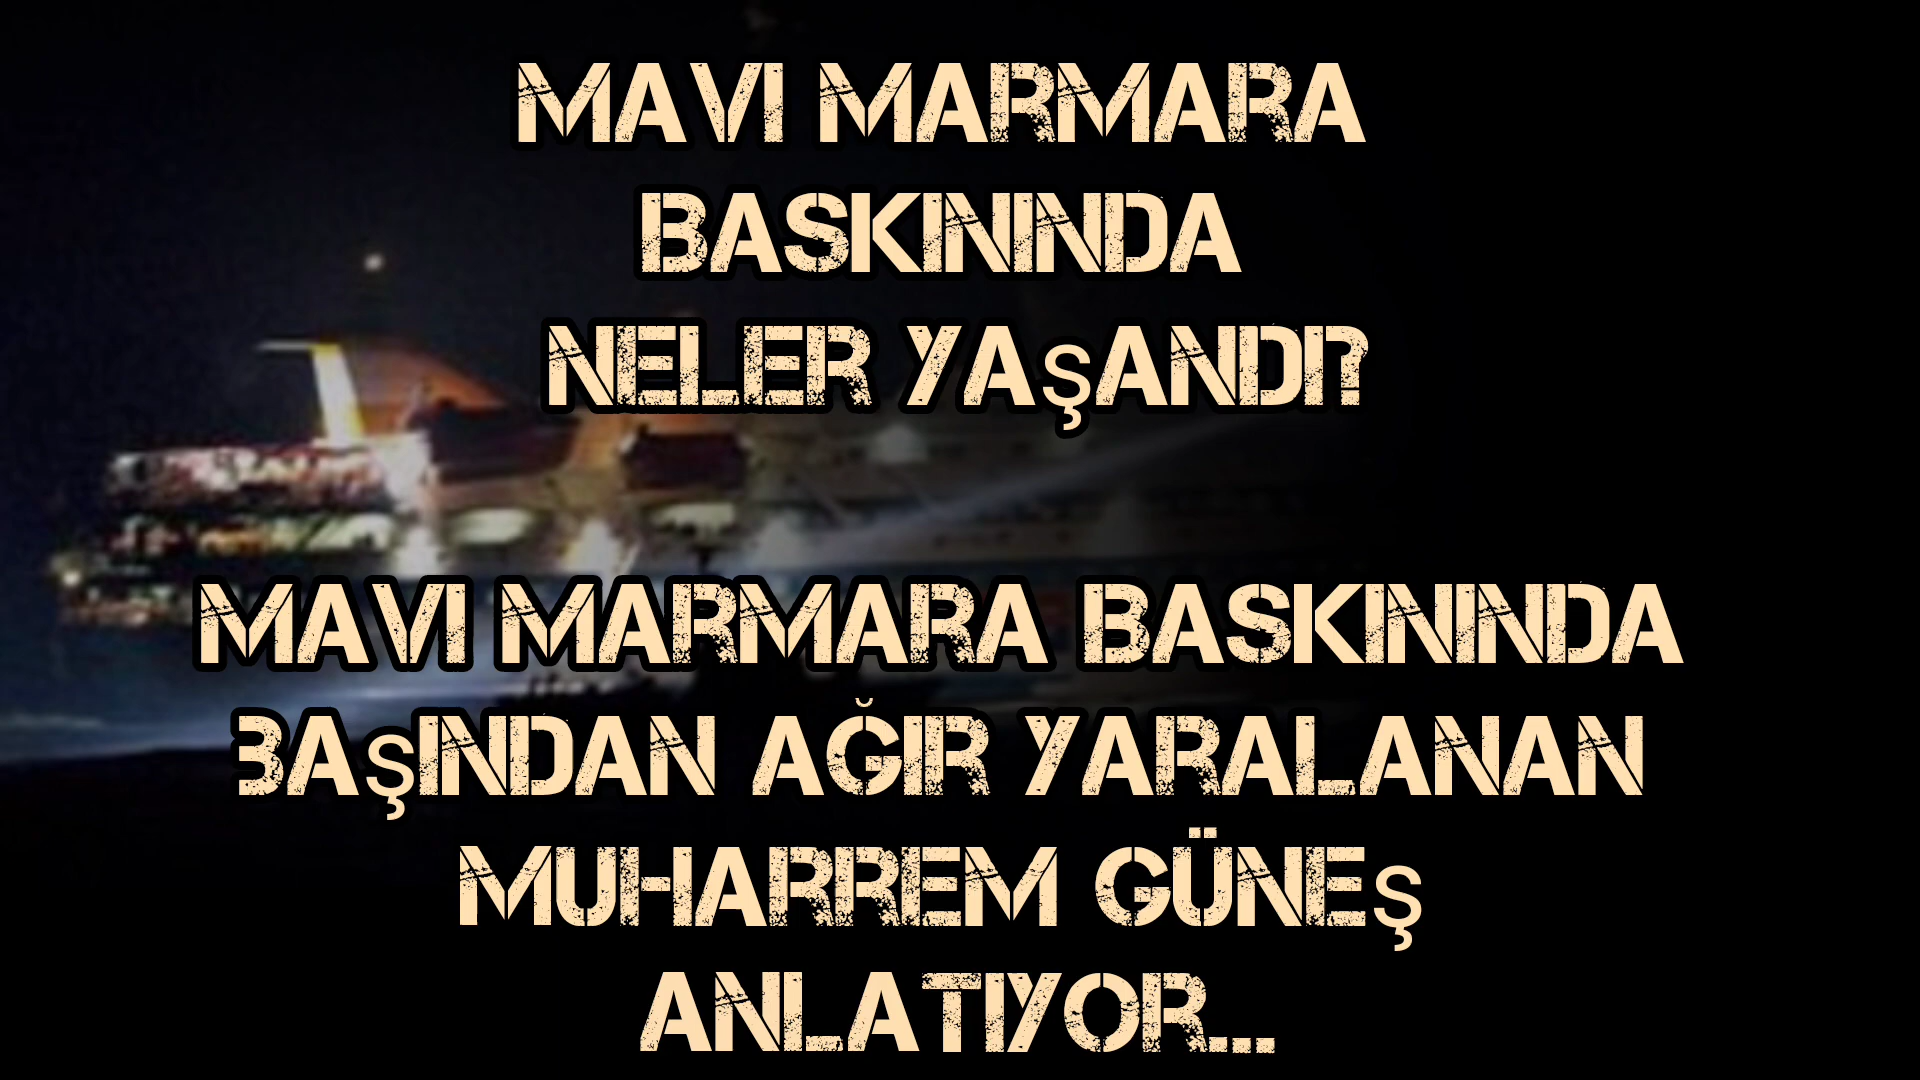 MAVI MARMARA
BASKININDA
NELER YAŞANDI?
MAVI MARMARA BASKININDA
BAŞINDAN AĞIR YARALANAN
MUHARREM GÜNEŞ
ANLATIYOR...